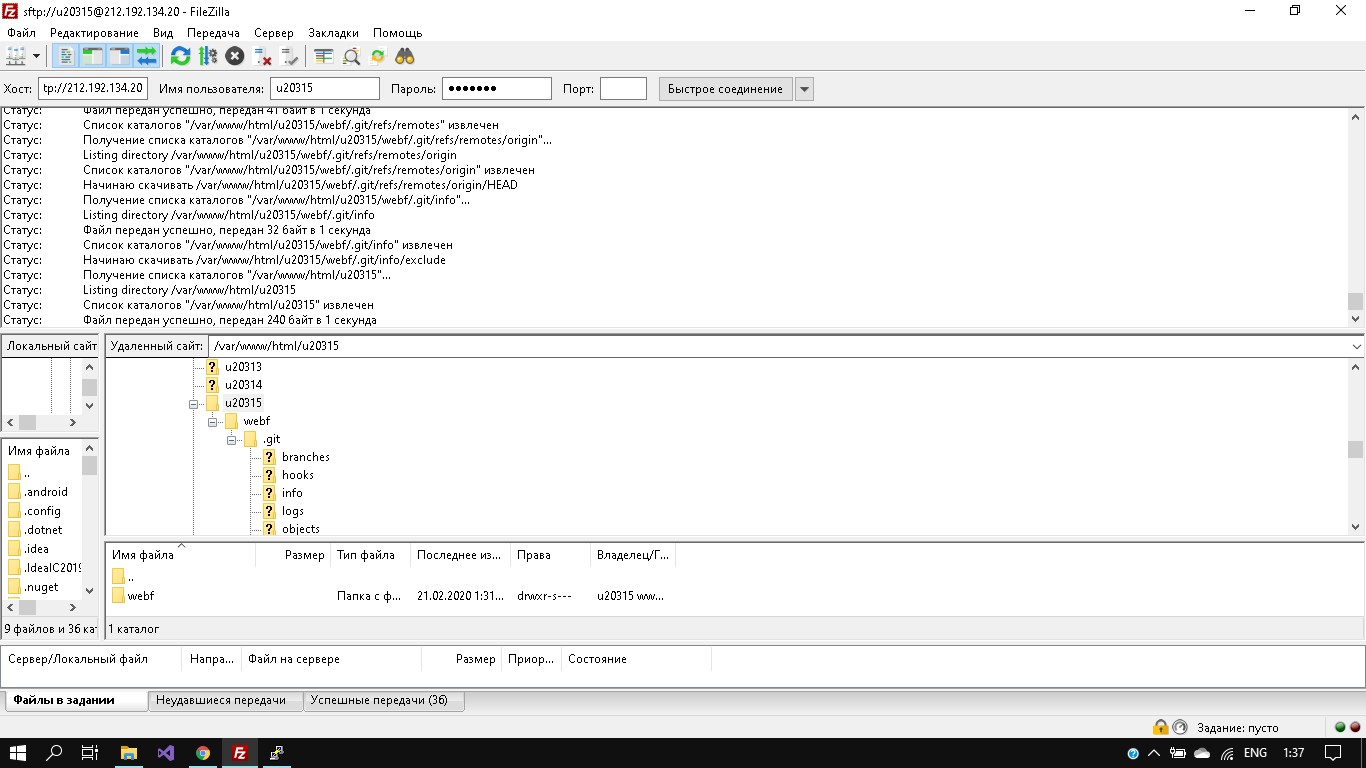 sftp://u20315@212.192.134.20 - FileZilla
Файл Редактирование Вид Передача Сервер Закладки Помощь
Хост: tp://212.192.134.20 Имя пользователя: u20315 Пароль: ●●●●●●● Порт: Быстрое соединение
Статус: Файл передан успешно, передан 41 байт в 1 секунда
Статус: Список каталогов "/var/www/html/u20315/webf/.git/refs/remotes" извлечен
Статус: Получение списка каталогов "/var/www/html/u20315/webf/.git/refs/remotes/origin"...
Статус: Listing directory /var/www/html/u20315/webf/.git/refs/remotes/origin
Статус: Список каталогов "/var/www/html/u20315/webf/.git/refs/remotes/origin" извлечен
Статус: Начинаю скачивать /var/www/html/u20315/webf/.git/refs/remotes/origin/HEAD
Статус: Получение списка каталогов "/var/www/html/u20315/webf/.git/info"...
Статус: Listing directory /var/www/html/u20315/webf/.git/info
Статус: Файл передан успешно, передан 32 байт в 1 секунда
Статус: Список каталогов "/var/www/html/u20315/webf/.git/info" извлечен
Статус: Начинаю скачивать /var/www/html/u20315/webf/.git/info/exclude
Статус: Получение списка каталогов "/var/www/html/u20315"...
Статус: Listing directory /var/www/html/u20315
Статус: Список каталогов "/var/www/html/u20315" извлечен
Статус: Файл передан успешно, передан 240 байт в 1 секунда
Локальный сайт
Удаленный сайт: /var/www/html/u20315
u20313
u20314
u20315
webf
.git
branches
hooks
info
logs
objects
Имя файла
..
.android
.config
.dotnet
.idea
.IdeaIC2019
.nuget
9 файлов и 36 кат
Имя файла Размер Тип файла Последнее из... Права Владелец/Г...
..
webf Папка с ф... 21.02.2020 1:31... drwxr-s--- u20315 ww...
1 каталог
Сервер/Локальный файл Напра... Файл на сервере Размер Приор... Состояние
Файлы в задании Неудавшиеся передачи Успешные передачи (36)
Задание: пусто
ENG 1:37